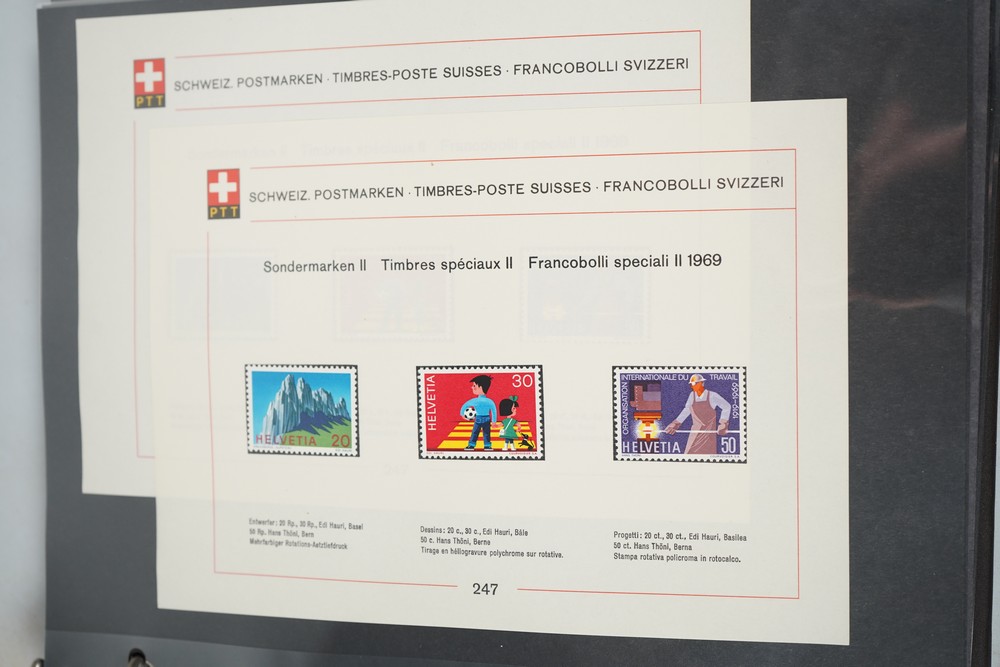 PTT
SCHWEIZ. POSTMARKEN · TIMBRES-POSTE SUISSES · FRANCOBOLLI SVIZZERI
PTT
SCHWEIZ. POSTMARKEN · TIMBRES-POSTE SUISSES · FRANCOBOLLI SVIZZERI
Sondermarken II Timbres spéciaux II Francobolli speciali II 1969
HELVETIA 20
HELVETIA
30
ORGANISATION INTERNATIONALE DU TRAVAIL
1919-1969
HELVETIA 50
Entwerfer: 20 Rp., 30 Rp., Edi Hauri, Basel
50 Rp. Hans Thöni, Bern
Mehrfarbiger Rotations-Aetztiefdruck
Dessins: 20 c., 30 c., Edi Hauri, Bâle
50 c. Hans Thöni, Berne
Tirage en héliogravure polychrome sur rotative.
Progetti: 20 ct., 30 ct., Edi Hauri, Basilea
50 ct. Hans Thöni, Berna
Stampa rotativa policroma in rotocalco.
247